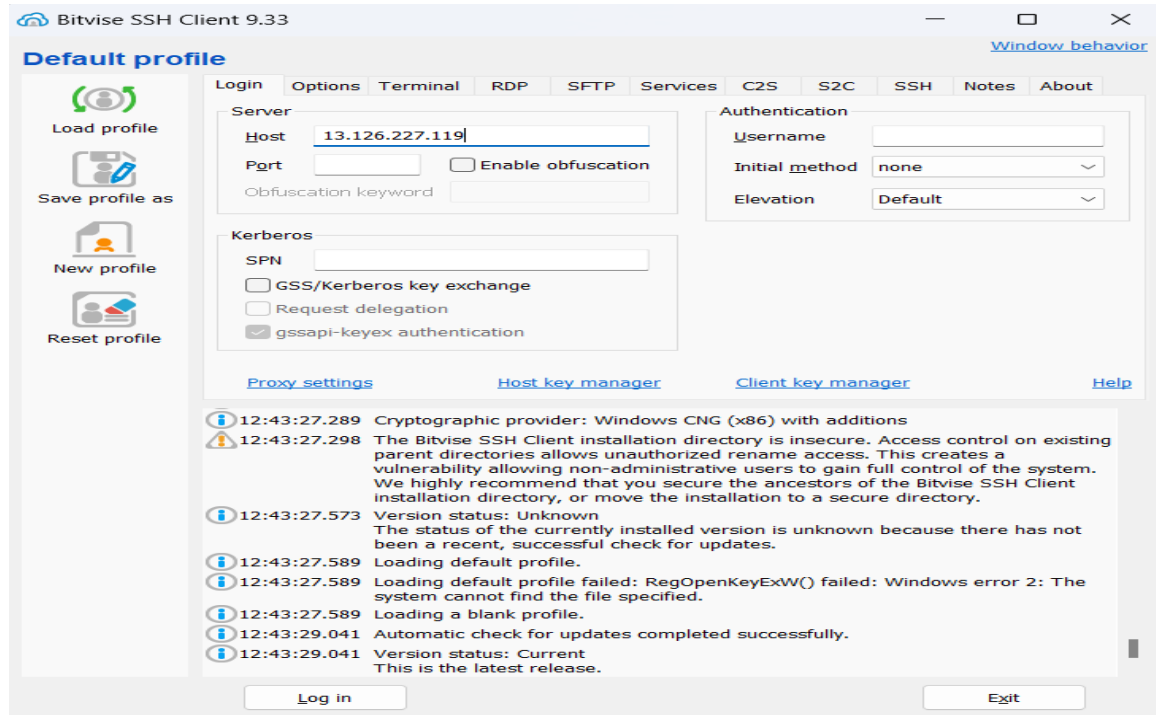 Bitvise SSH Client 9.33
Window behavior
Default profile
Load profile
Save profile as
New profile
Reset profile
Login Options Terminal RDP SFTP Services C2S S2C SSH Notes About
Server
Host 13.126.227.119
Port Enable obfuscation
Obfuscation keyword
Authentication
Username
Initial method none
Elevation Default
Kerberos
SPN
GSS/Kerberos key exchange
Request delegation
gssapi-keyex authentication
Proxy settings Host key manager Client key manager Help
12:43:27.289 Cryptographic provider: Windows CNG (x86) with additions
12:43:27.298 The Bitvise SSH Client installation directory is insecure. Access control on existing
parent directories allows unauthorized rename access. This creates a
vulnerability allowing non-administrative users to gain full control of the system.
We highly recommend that you secure the ancestors of the Bitvise SSH Client
installation directory, or move the installation to a secure directory.
12:43:27.573 Version status: Unknown
The status of the currently installed version is unknown because there has not
been a recent, successful check for updates.
12:43:27.589 Loading default profile.
12:43:27.589 Loading default profile failed: RegOpenKeyExW() failed: Windows error 2: The
system cannot find the file specified.
12:43:27.589 Loading a blank profile.
12:43:29.041 Automatic check for updates completed successfully.
12:43:29.041 Version status: Current
This is the latest release.
Log in Exit